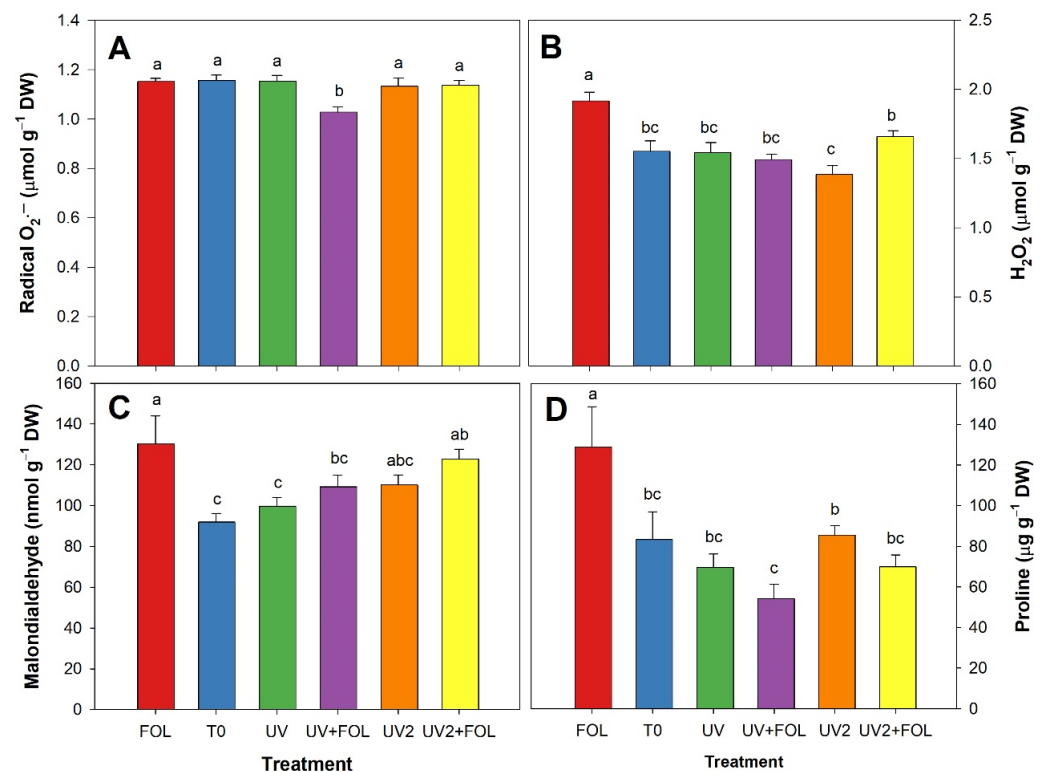 A
Radical O₂·− (μmol g⁻¹ DW)
1.4
1.2
1.0
0.8
0.6
0.4
0.2
0.0
a a a b a a
B
H₂O₂ (μmol g⁻¹ DW)
2.5
2.0
1.5
1.0
0.5
0.0
a bc bc bc c b
C
Malondialdehyde (nmol g⁻¹ DW)
160
140
120
100
80
60
40
20
0
a c c bc abc ab
FOL T0 UV UV+FOL UV2 UV2+FOL
Treatment
D
Proline (μg g⁻¹ DW)
160
140
120
100
80
60
40
20
0
a bc bc c b bc
FOL T0 UV UV+FOL UV2 UV2+FOL
Treatment